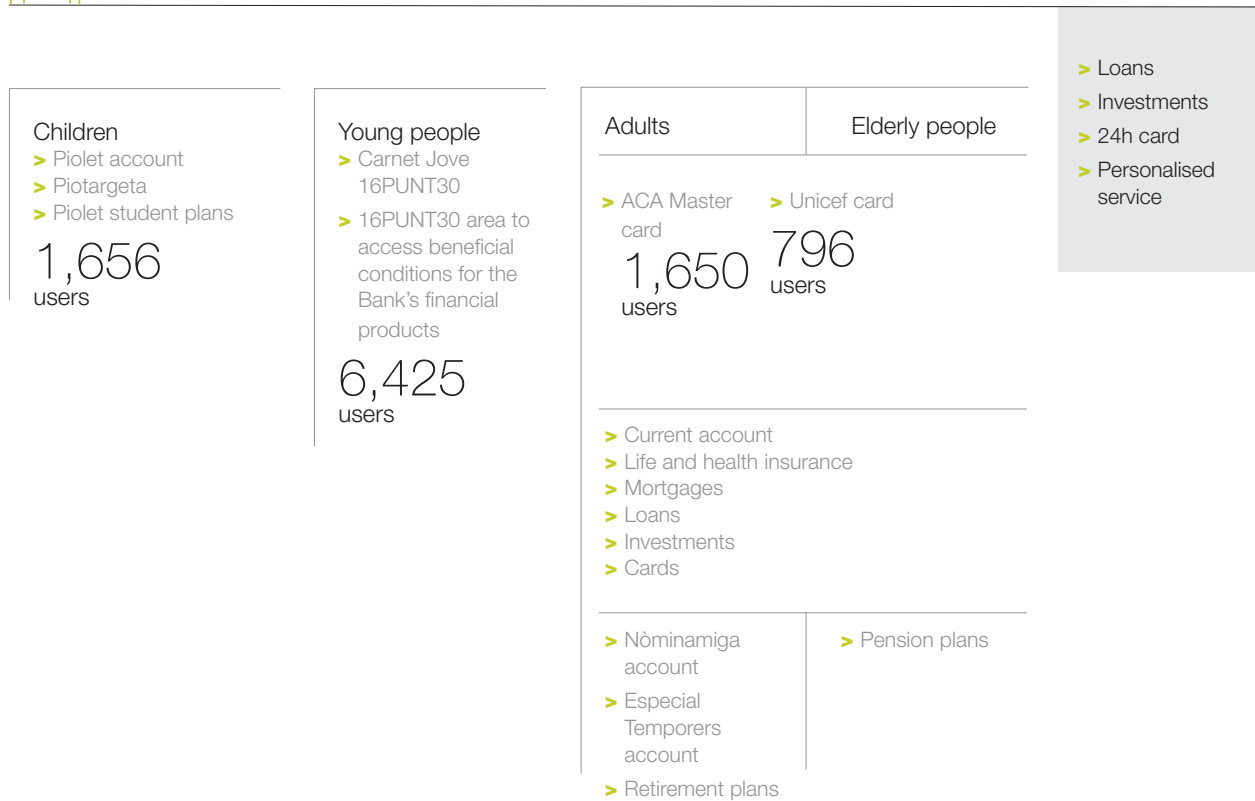 Children
> Piolet account
> Piotargeta
> Piolet student plans
1,656
users
Young people
> Carnet Jove
16PUNT30
> 16PUNT30 area to
access beneficial
conditions for the
Bank's financial
products
6,425
users
Adults
Elderly people
> ACA Master
card
1,650
users
> Unicef card
796
users
> Current account
> Life and health insurance
> Mortgages
> Loans
> Investments
> Cards
> Nòminamiga
account
> Especial
Temporers
account
> Retirement plans
> Pension plans
> Loans
> Investments
> 24h card
> Personalised
service